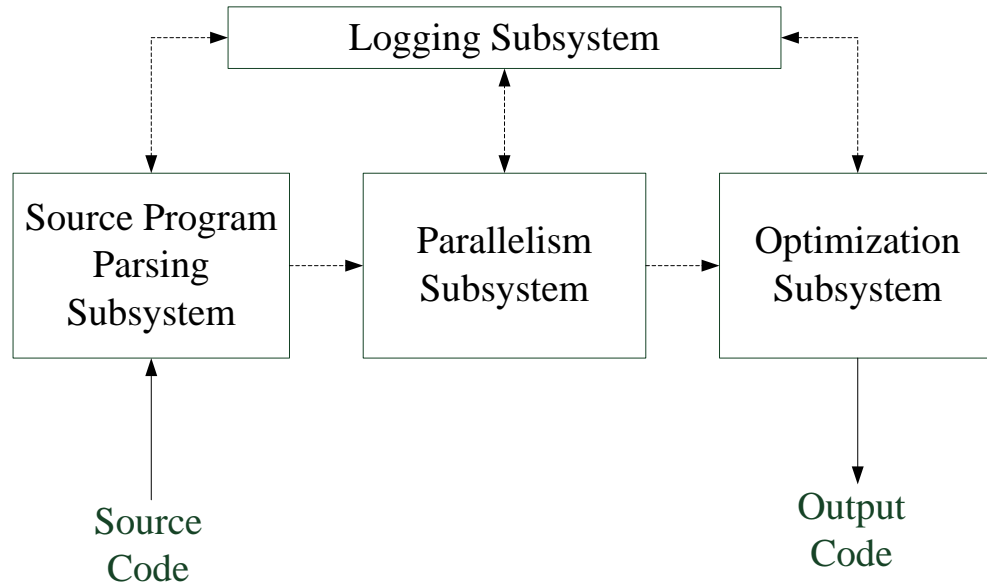 Logging Subsystem
Source Program
Parsing
Subsystem
Parallelism
Subsystem
Optimization
Subsystem
Source
Code
Output
Code